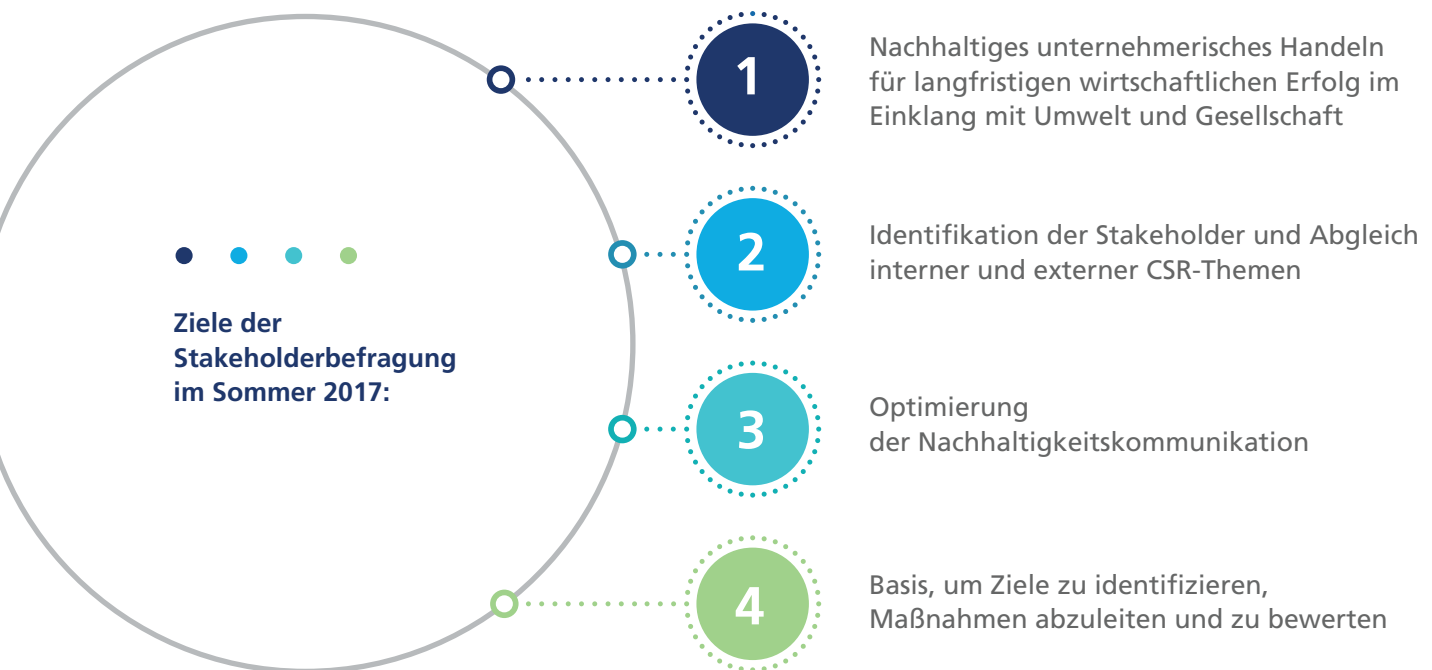 Ziele der
Stakeholderbefragung
im Sommer 2017:
1
Nachhaltiges unternehmerisches Handeln
für langfristigen wirtschaftlichen Erfolg im
Einklang mit Umwelt und Gesellschaft
2
Identifikation der Stakeholder und Abgleich
interner und externer CSR-Themen
3
Optimierung
der Nachhaltigkeitskommunikation
4
Basis, um Ziele zu identifizieren,
Maßnahmen abzuleiten und zu bewerten